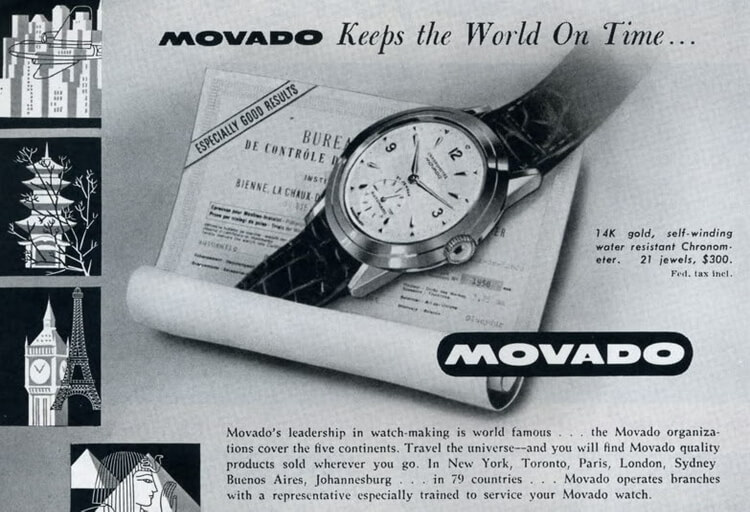 MOVADO Keeps the World On Time...
ESPECIALLY GOOD RESULTS
BUREA
DE CONTRÔLE D
INSTI
BIENNE, LA CHAUX-D
12
9
3
MOVADO
1950
14K gold, self-winding
water resistant Chronom-
eter. 21 jewels, $300.
Fed. tax incl.
MOVADO
Movado's leadership in watch-making is world famous . . . the Movado organiza-
tions cover the five continents. Travel the universe—and you will find Movado quality
products sold wherever you go. In New York, Toronto, Paris, London, Sydney
Buenos Aires, Johannesburg . . . in 79 countries . . . Movado operates branches
with a representative especially trained to service your Movado watch.